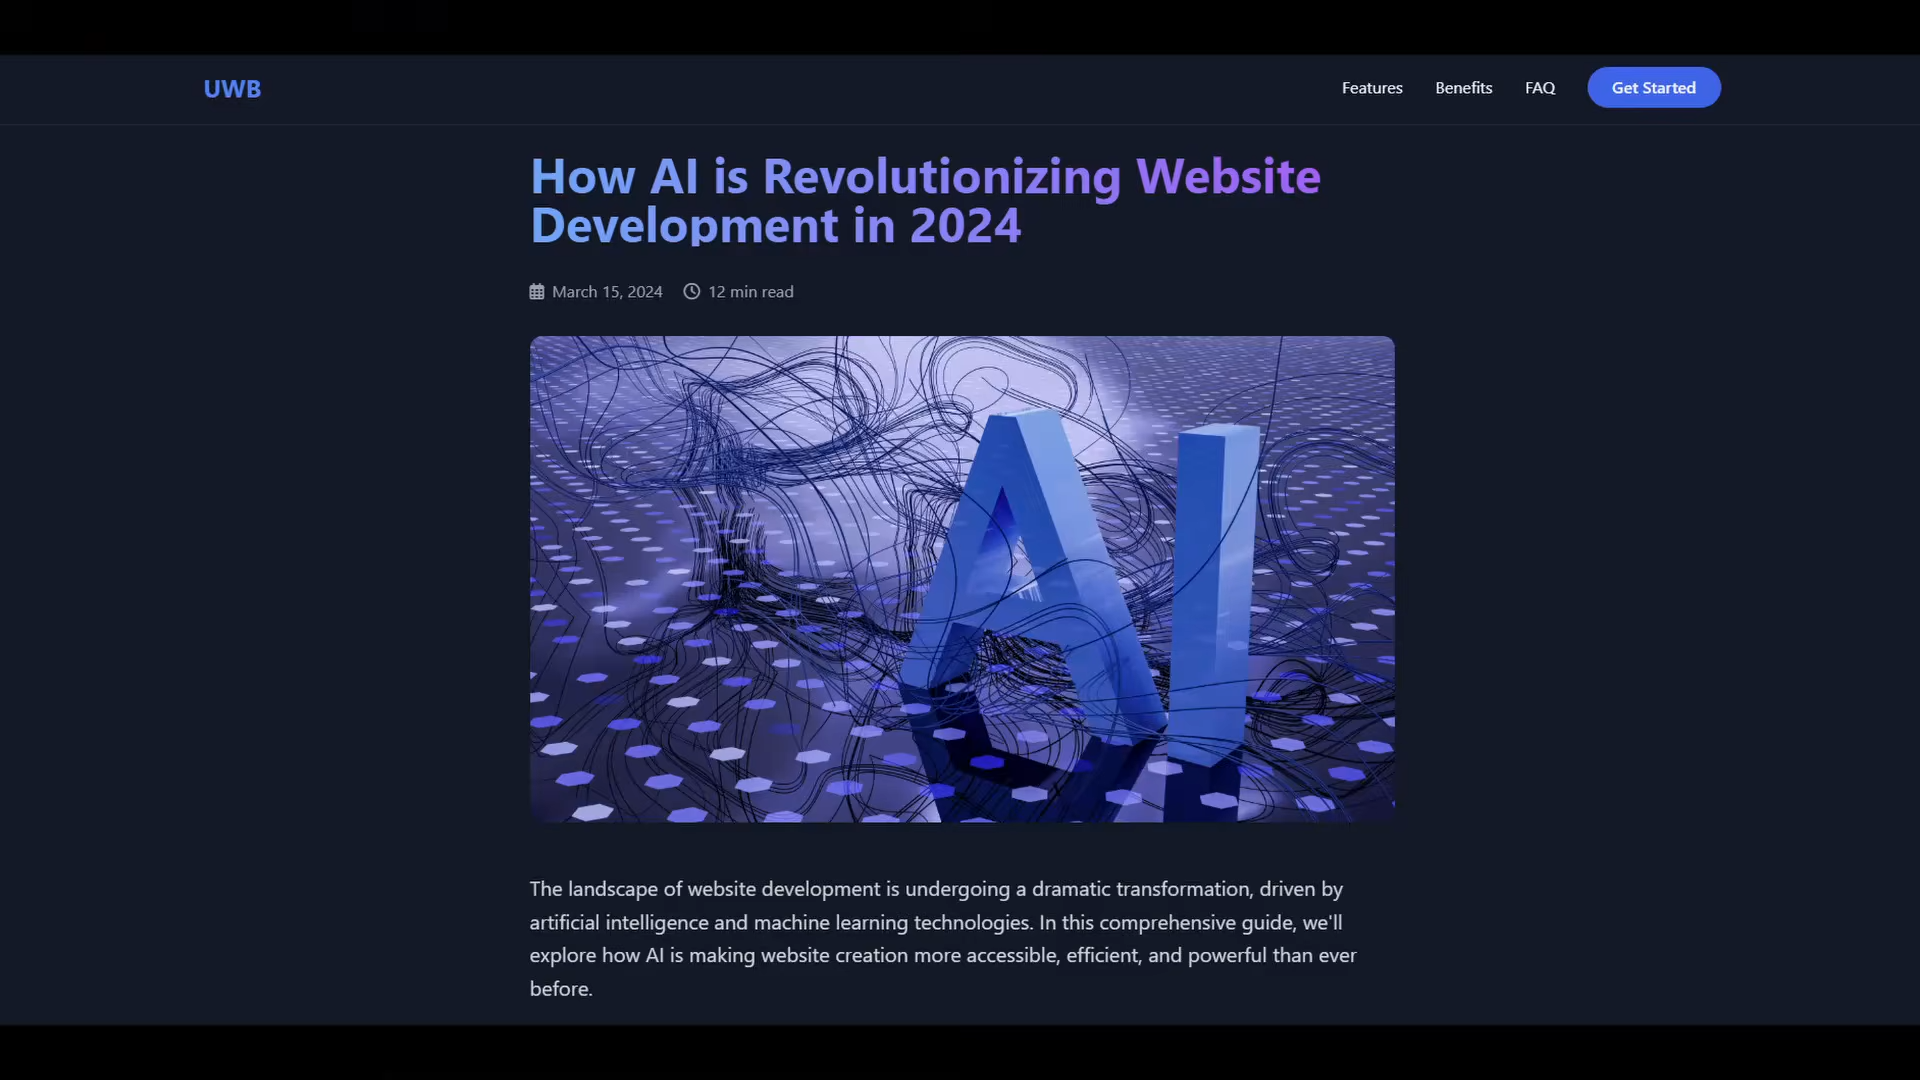 UWB
Features
Benefits
FAQ
Get Started
How AI is Revolutionizing Website
Development in 2024
March 15, 2024
12 min read
AI
The landscape of website development is undergoing a dramatic transformation, driven by
artificial intelligence and machine learning technologies. In this comprehensive guide, we'll
explore how AI is making website creation more accessible, efficient, and powerful than ever
before.